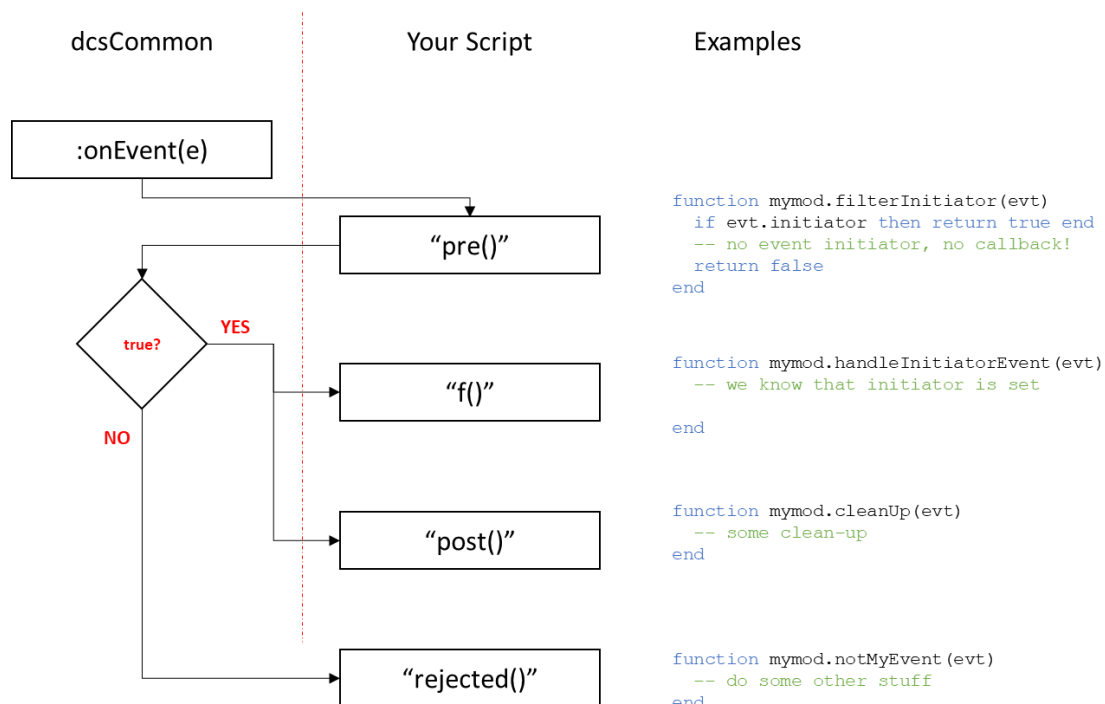 dcsCommon
Your Script
Examples
:onEvent(e)
“pre()”
function mymod.filterInitiator(evt)
if evt.initiator then return true end
-- no event initiator, no callback!
return false
end
true?
YES
“f()”
function mymod.handleInitiatorEvent(evt)
-- we know that initiator is set
end
NO
“post()”
function mymod.cleanUp(evt)
-- some clean-up
end
“rejected()”
function mymod.notMyEvent(evt)
-- do some other stuff
end